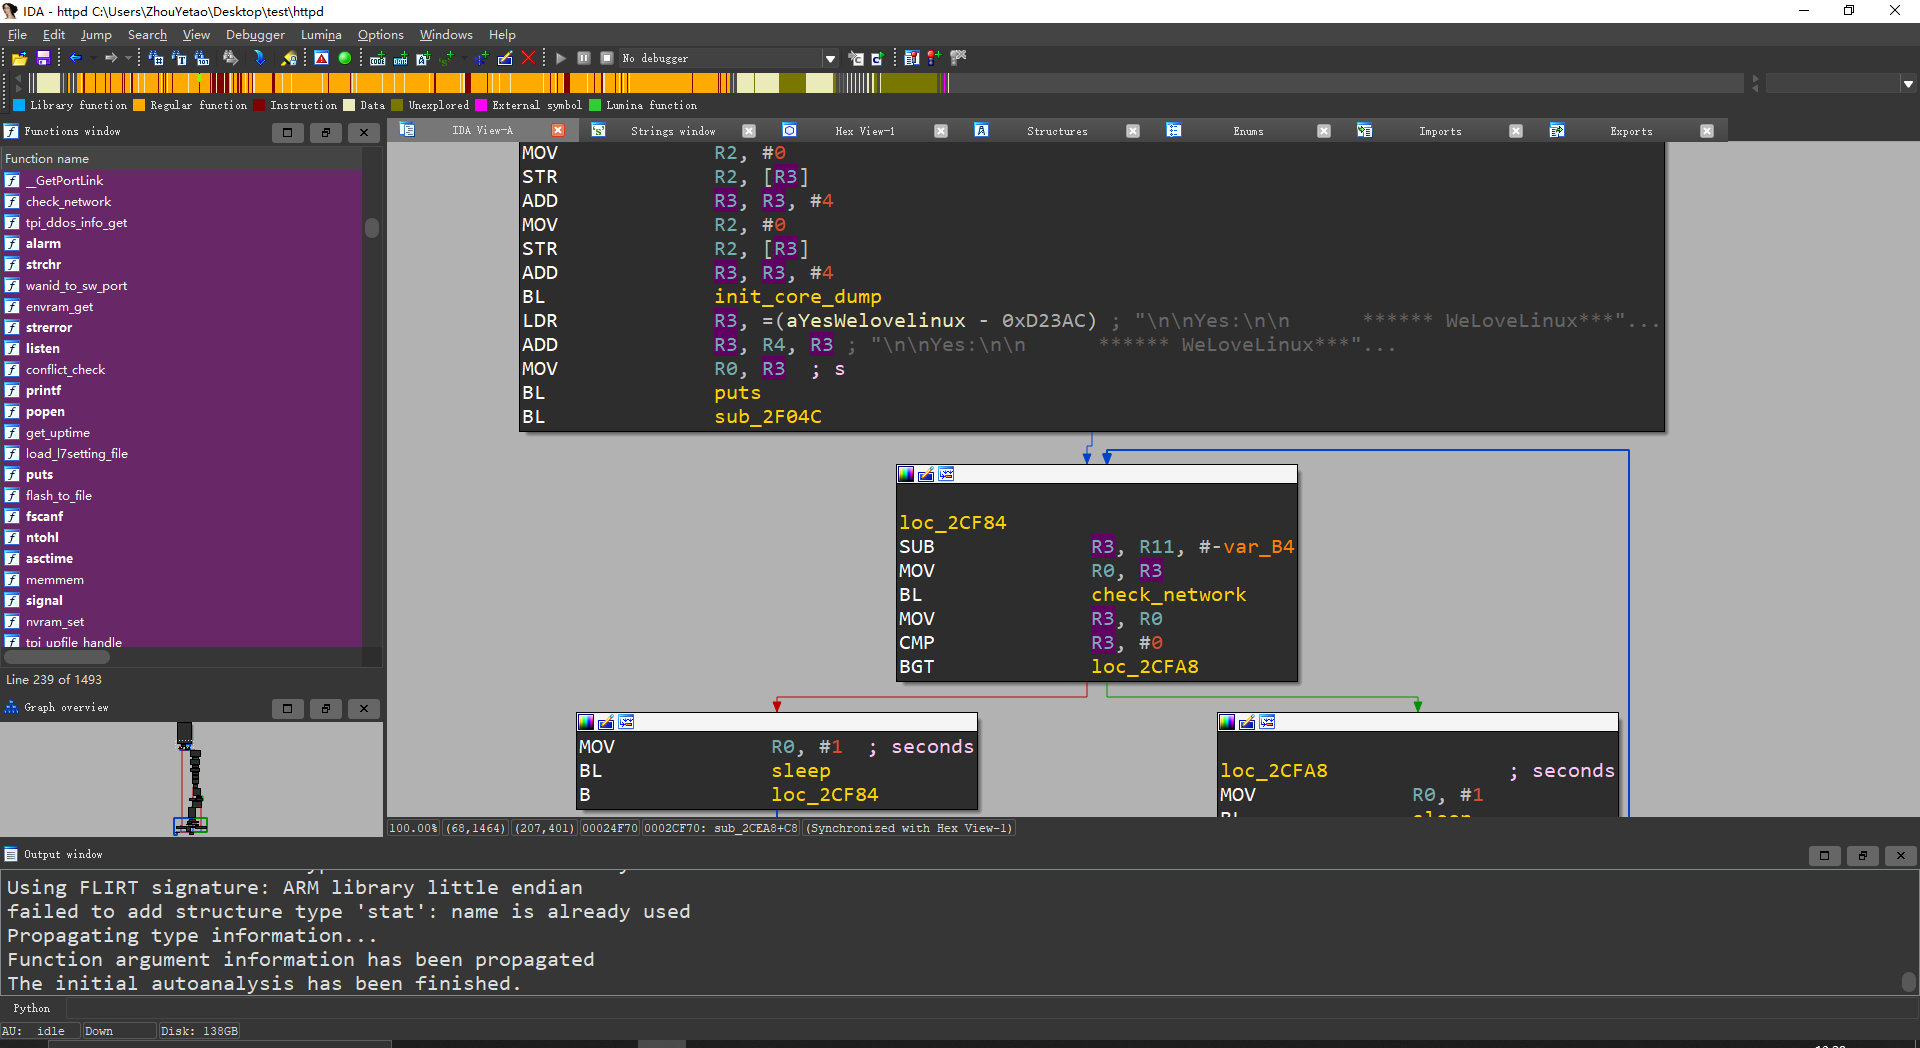 IDA - httpd C:\Users\ZhouYetao\Desktop\test\httpd
File Edit Jump Search View Debugger Lumina Options Windows Help
No debugger
Library function Regular function Instruction Data Unexplored External symbol Lumina function
Functions window
IDA View-A Strings window Hex View-1 Structures Enums Imports Exports
Function name
__GetPortLink
check_network
tpi_ddos_info_get
alarm
strchr
wanid_to_sw_port
envram_get
strerror
listen
conflict_check
printf
popen
get_uptime
load_l7setting_file
puts
flash_to_file
fscanf
ntohl
asctime
memmem
signal
nvram_set
tpi_upfile_handle
Line 239 of 1493
Graph overview
MOV R2, #0
STR R2, [R3]
ADD R3, R3, #4
MOV R2, #0
STR R2, [R3]
ADD R3, R3, #4
BL init_core_dump
LDR R3, =(aYesWelovelinux - 0xD23AC) ; "\n\nYes:\n\n ****** WeLoveLinux***"...
ADD R3, R4, R3 ; "\n\nYes:\n\n ****** WeLoveLinux***"...
MOV R0, R3 ; s
BL puts
BL sub_2F04C
loc_2CF84
SUB R3, R11, #-var_B4
MOV R0, R3
BL check_network
MOV R3, R0
CMP R3, #0
BGT loc_2CFA8
MOV R0, #1 ; seconds
BL sleep
B loc_2CF84
loc_2CFA8 ; seconds
MOV R0, #1
BL sleep
100.00% (68,1464) (207,401) 00024F70 0002CF70: sub_2CEA8+C8 (Synchronized with Hex View-1)
Output window
Using FLIRT signature: ARM library little endian
failed to add structure type 'stat': name is already used
Propagating type information...
Function argument information has been propagated
The initial autoanalysis has been finished.
Python
AU: idle Down Disk: 138GB